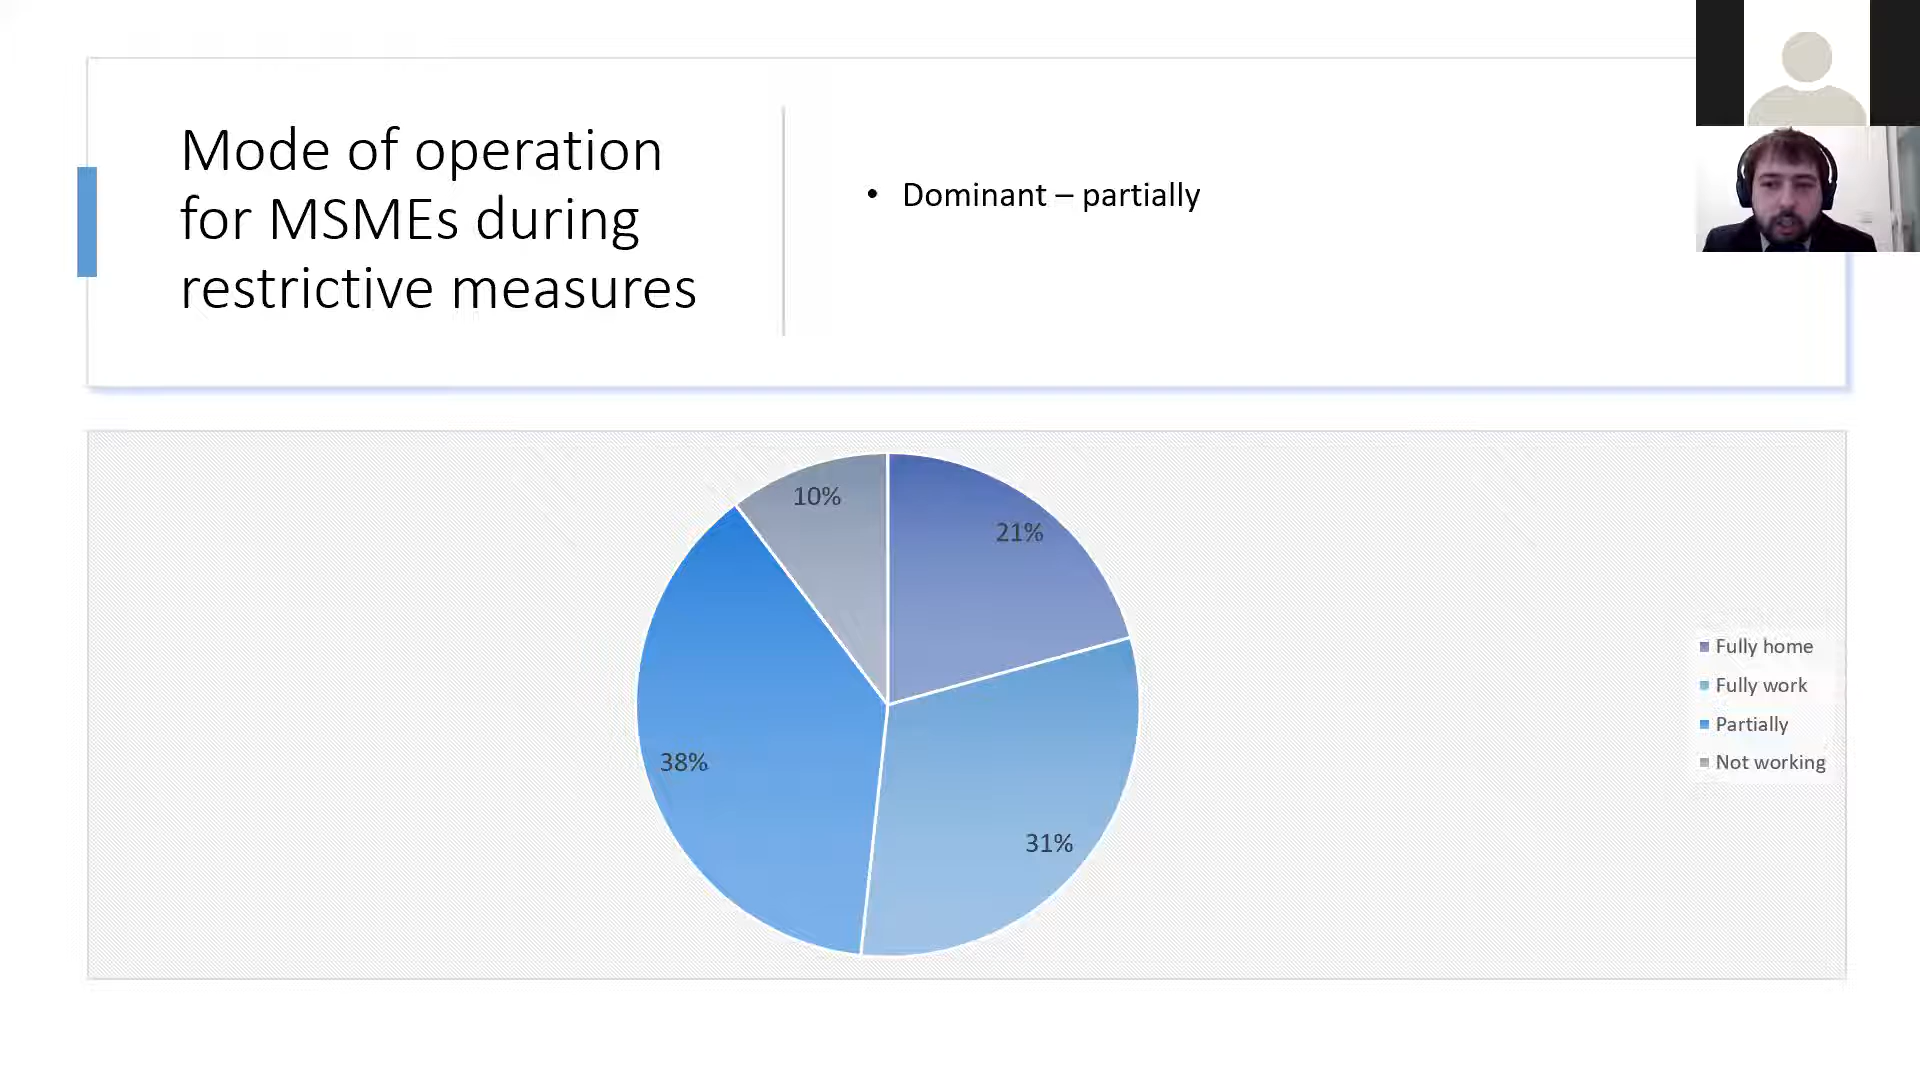 Mode of operation
for MSMEs during
restrictive measures
• Dominant – partially
10%
21%
38%
31%
Fully home
Fully work
Partially
Not working